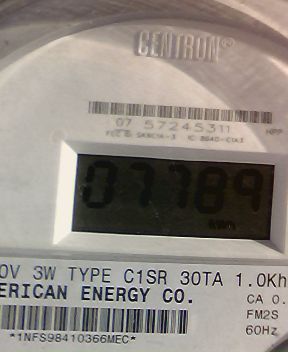 CENTRON®
07 57245311
HPP
07789
kWh
0V 3W TYPE C1SR 30TA 1.0Kh
ERICAN ENERGY CO.
CA 0.
FM2S
60Hz
*1NFS98410366MEC*